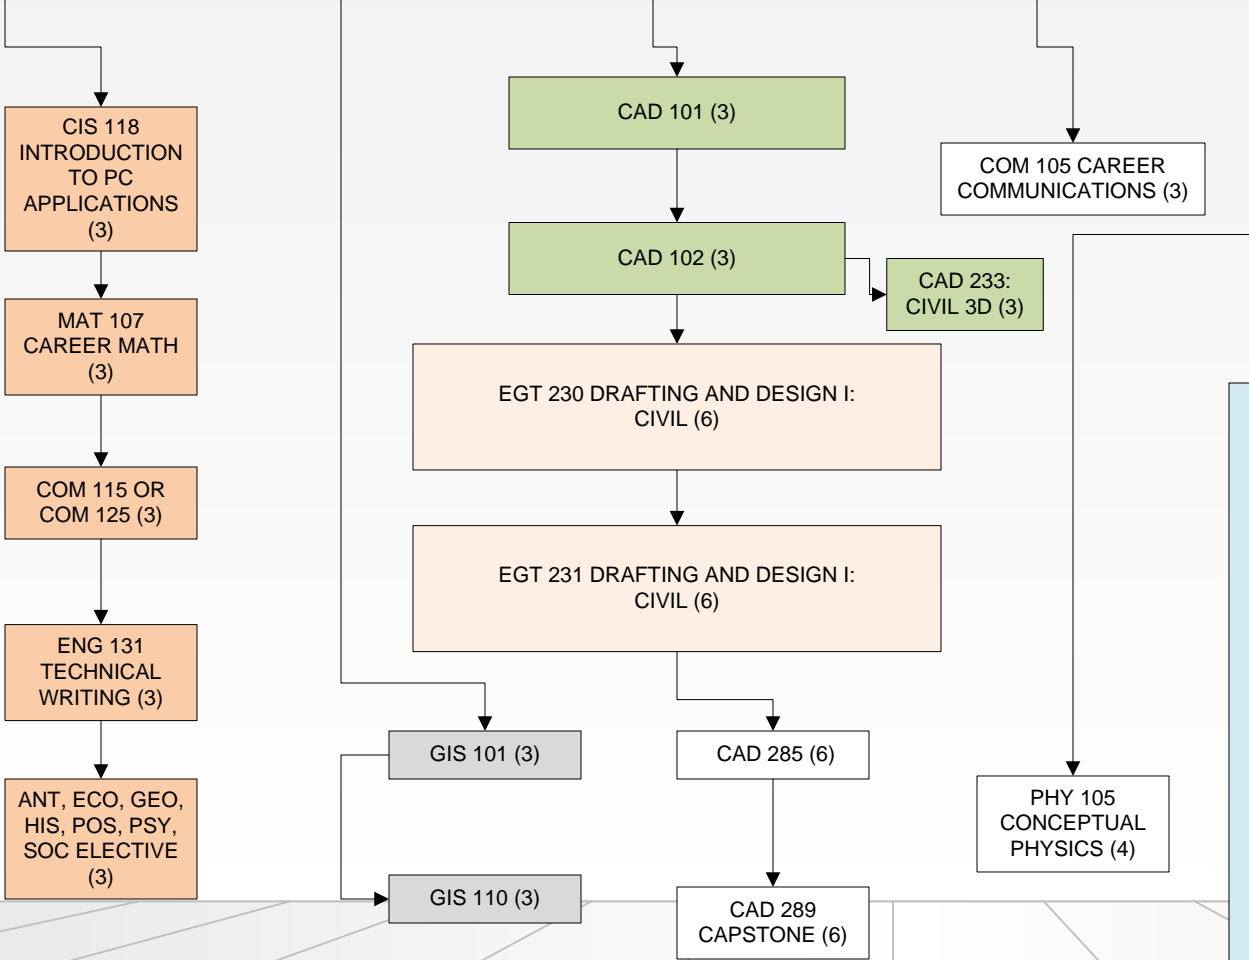 CIS 118
INTRODUCTION
TO PC
APPLICATIONS
(3)
MAT 107
CAREER MATH
(3)
COM 115 OR
COM 125 (3)
ENG 131
TECHNICAL
WRITING (3)
ANT, ECO, GEO,
HIS, POS, PSY,
SOC ELECTIVE
(3)
GIS 101 (3)
GIS 110 (3)
CAD 101 (3)
CAD 102 (3)
CAD 233:
CIVIL 3D (3)
EGT 230 DRAFTING AND DESIGN I:
CIVIL (6)
EGT 231 DRAFTING AND DESIGN I:
CIVIL (6)
CAD 285 (6)
CAD 289
CAPSTONE (6)
COM 105 CAREER
COMMUNICATIONS (3)
PHY 105
CONCEPTUAL
PHYSICS (4)